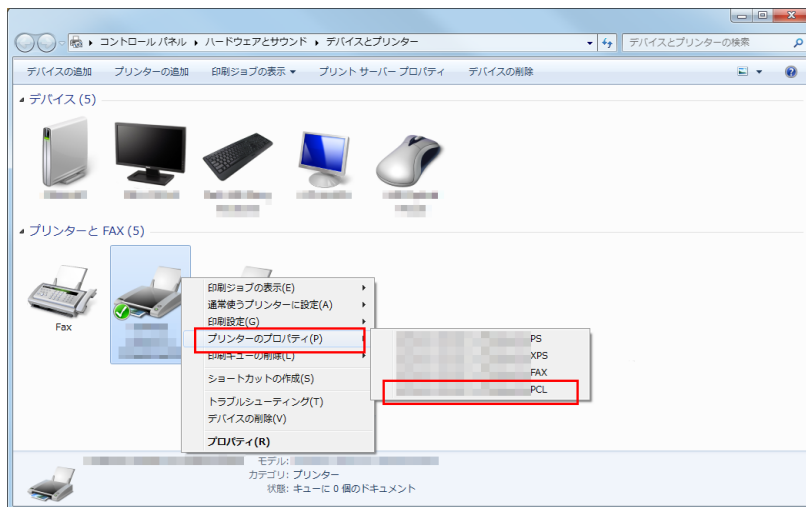 コントロール パネル ▸ ハードウェアとサウンド ▸ デバイスとプリンター
デバイスとプリンターの検索
デバイスの追加 プリンターの追加 印刷ジョブの表示 プリント サーバー プロパティ デバイスの削除
デバイス (5)
プリンターと FAX (5)
Fax
印刷ジョブの表示(E)
通常使うプリンターに設定(A)
印刷設定(G)
プリンターのプロパティ(P)
印刷キューの削除(L)
ショートカットの作成(S)
トラブルシューティング(T)
デバイスの削除(V)
プロパティ(R)
PS
XPS
FAX
PCL
モデル:
カテゴリ: プリンター
状態: キューに 0 個のドキュメント